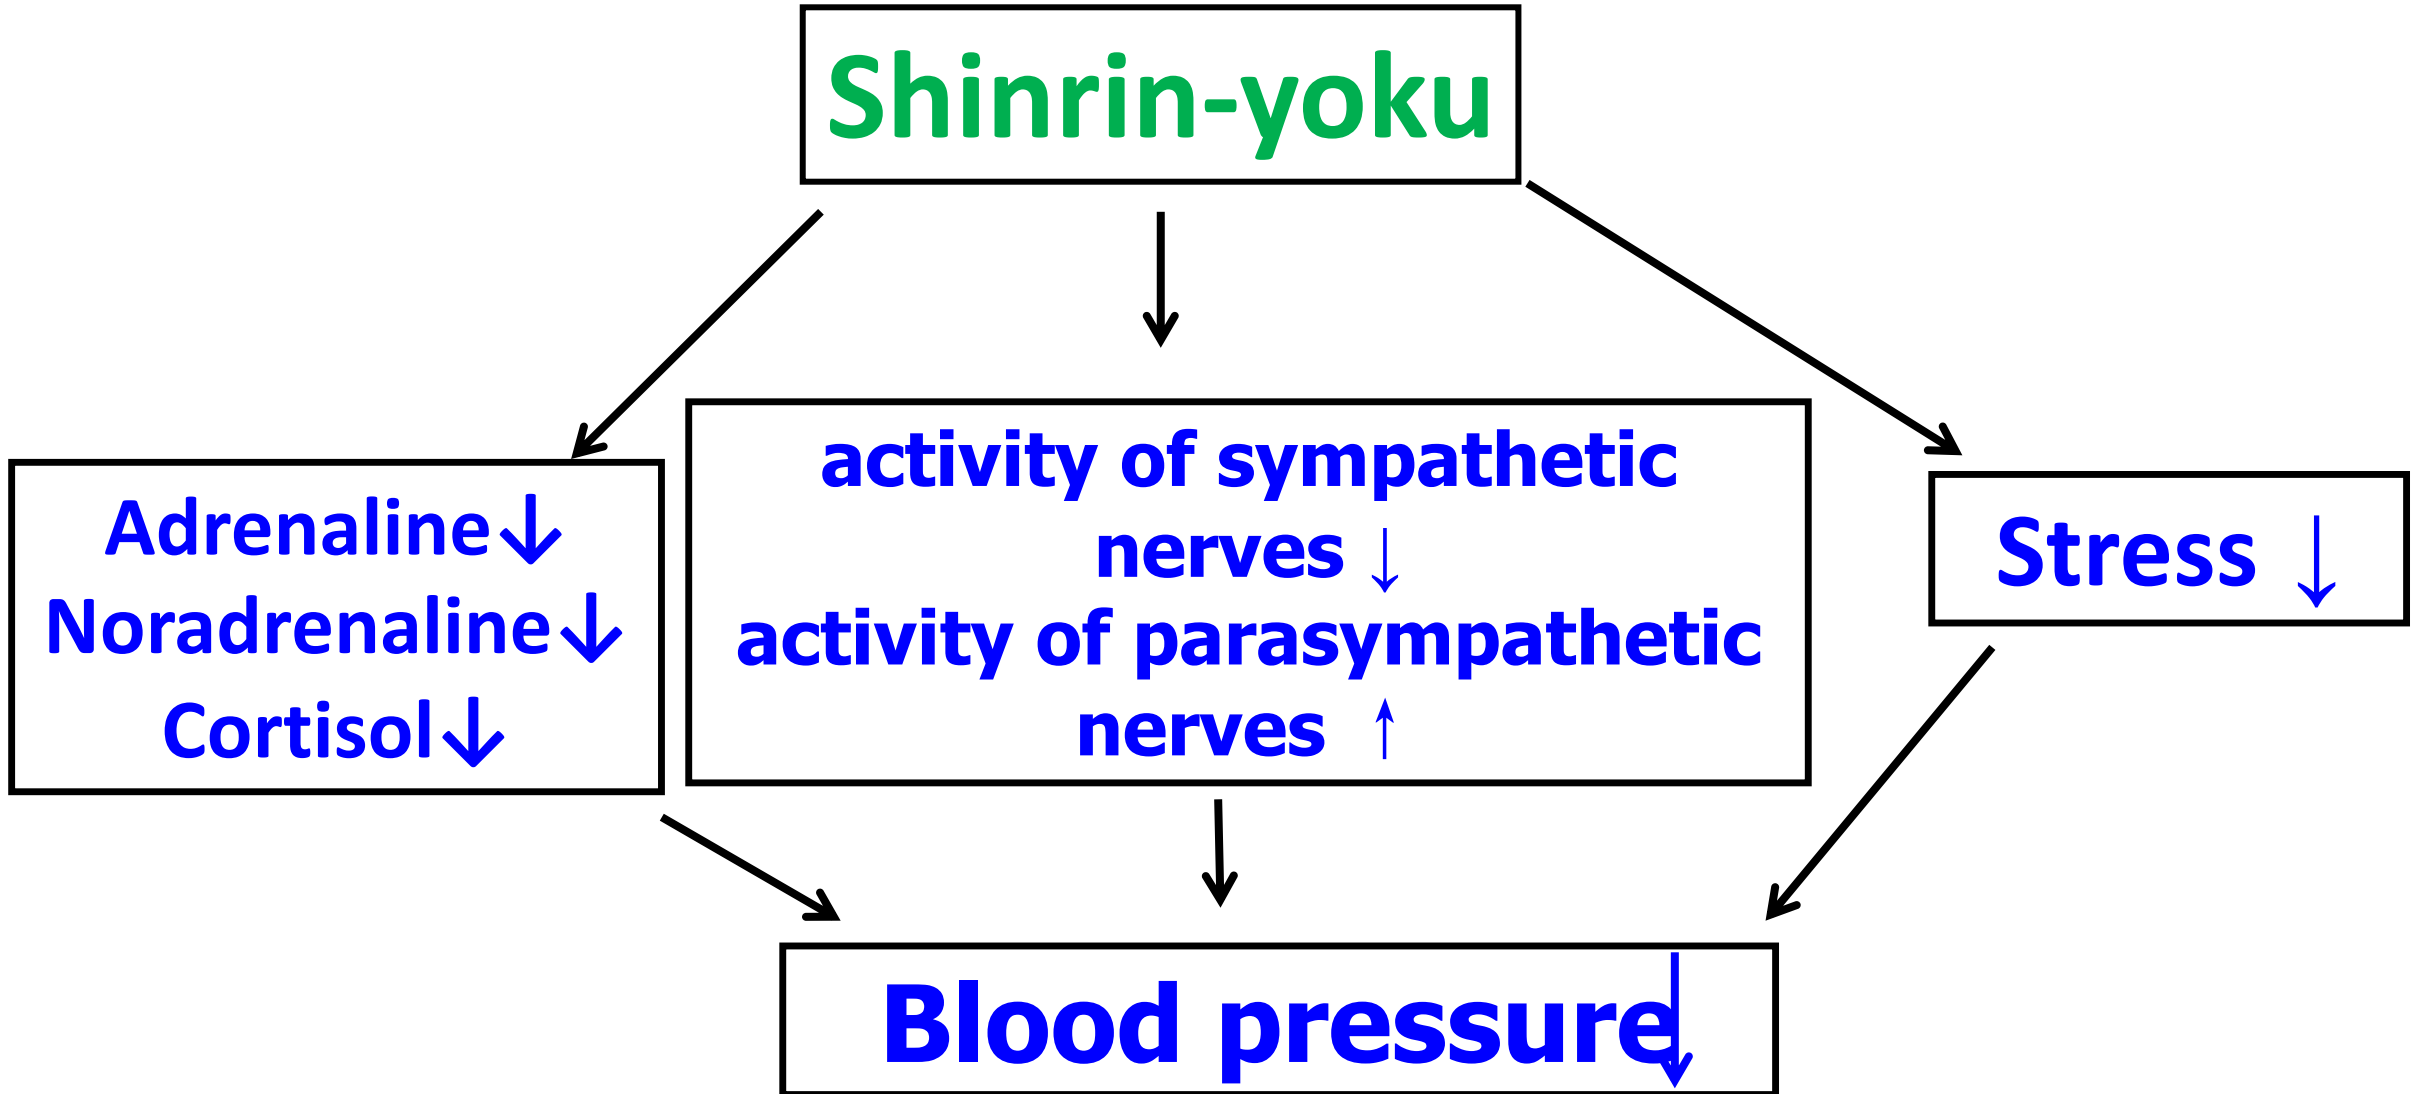 Shinrin-yoku
Adrenaline↓
Noradrenaline↓
Cortisol↓
activity of sympathetic
nerves ↓
activity of parasympathetic
nerves ↑
Stress ↓
Blood pressure↓